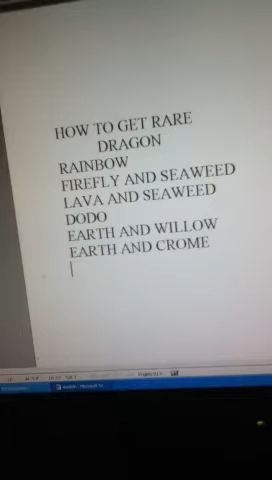 HOW TO GET RARE
DRAGON
RAINBOW
FIREFLY AND SEAWEED
LAVA AND SEAWEED
DODO
EARTH AND WILLOW
EARTH AND CROME